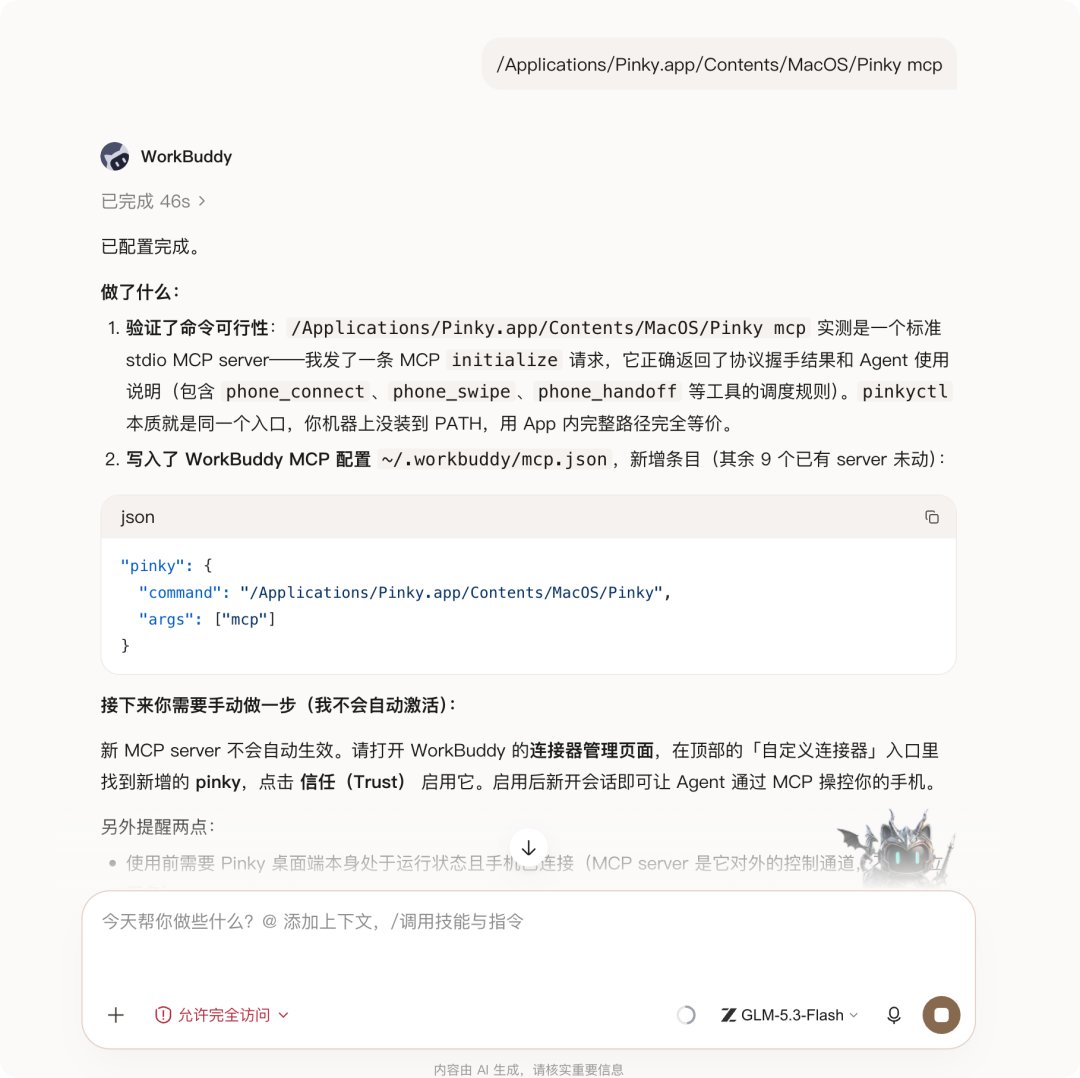 /Applications/Pinky.app/Contents/MacOS/Pinky mcp
WorkBuddy
已完成 46s >
已配置完成。
做了什么：
1. 验证了命令可行性： /Applications/Pinky.app/Contents/MacOS/Pinky mcp 实测是一个标准
stdio MCP server——我发了一条 MCP initialize 请求，它正确返回了协议握手结果和 Agent 使用
说明（包含 phone_connect 、 phone_swipe 、 phone_handoff 等工具的调度规则）。 pinkyctl
本质就是同一个入口，你机器上没装到 PATH，用 App 内完整路径完全等价。
2. 写入了 WorkBuddy MCP 配置 ~/.workbuddy/mcp.json ，新增条目（其余 9 个已有 server 未动）：
json
"pinky": {
  "command": "/Applications/Pinky.app/Contents/MacOS/Pinky",
  "args": ["mcp"]
}
接下来你需要手动做一步（我不会自动激活）：
新 MCP server 不会自动生效。请打开 WorkBuddy 的连接器管理页面，在顶部的「自定义连接器」入口里
找到新增的 pinky，点击 信任（Trust） 启用它。启用后新开会话即可让 Agent 通过 MCP 操控你的手机。
另外提醒两点：
• 使用前需要 Pinky 桌面端本身处于运行状态且手机已连接（MCP server 是它对外的控制通道，
今天帮你做些什么？@ 添加上下文，/调用技能与指令
允许完全访问
GLM-5.3-Flash
内容由 AI 生成，请核实重要信息